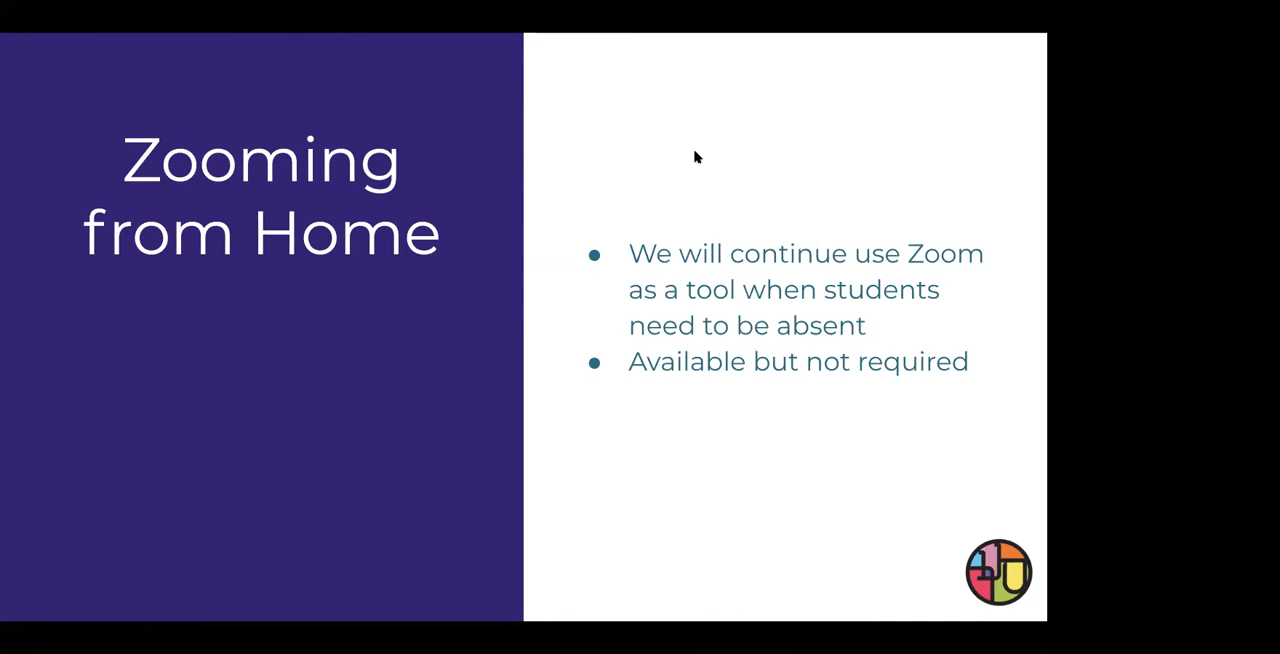 Zooming
from Home
● We will continue use Zoom
as a tool when students
need to be absent
● Available but not required